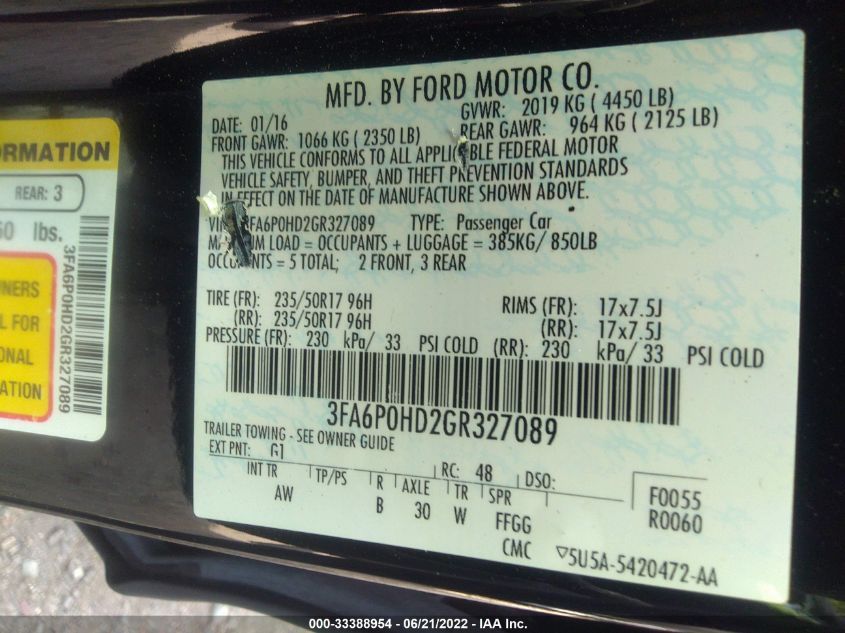 MFD. BY FORD MOTOR CO.
DATE: 01/16
GVWR: 2019 KG ( 4450 LB)
FRONT GAWR: 1066 KG ( 2350 LB)
REAR GAWR: 964 KG ( 2125 LB)
THIS VEHICLE CONFORMS TO ALL FEDERAL MOTOR
VEHICLE SAFETY, BUMPER, AND THEFT PREVENTION STANDARDS
IN EFFECT ON THE DATE OF MANUFACTURE SHOWN ABOVE.
3FA6P0HD2GR327089 TYPE: Passenger Car
LOAD = OCCUPANTS + LUGGAGE = 385KG/ 850LB
= 5 TOTAL; 2 FRONT, 3 REAR
TIRE (FR): 235/50R17 96H RIMS (FR): 17x7.5J
(RR): 235/50R17 96H (RR): 17x7.5J
PRESSURE (FR): 230 kPa/ 33 PSI COLD (RR): 230 kPa/ 33 PSI COLD
3FA6P0HD2GR327089
TRAILER TOWING - SEE OWNER GUIDE
EXT PNT: G1 RC: 48 DSO:
INT TR TP/PS R AXLE TR SPR
AW B 30 W FFGG
F0055
R0060
CMC ▽5U5A-5420472-AA
ORMATION
REAR: 3
lbs.
3FA6P0HD2GR327089
NERS
L FOR
ONAL
ATION
000-33388954 - 06/21/2022 - IAA Inc.